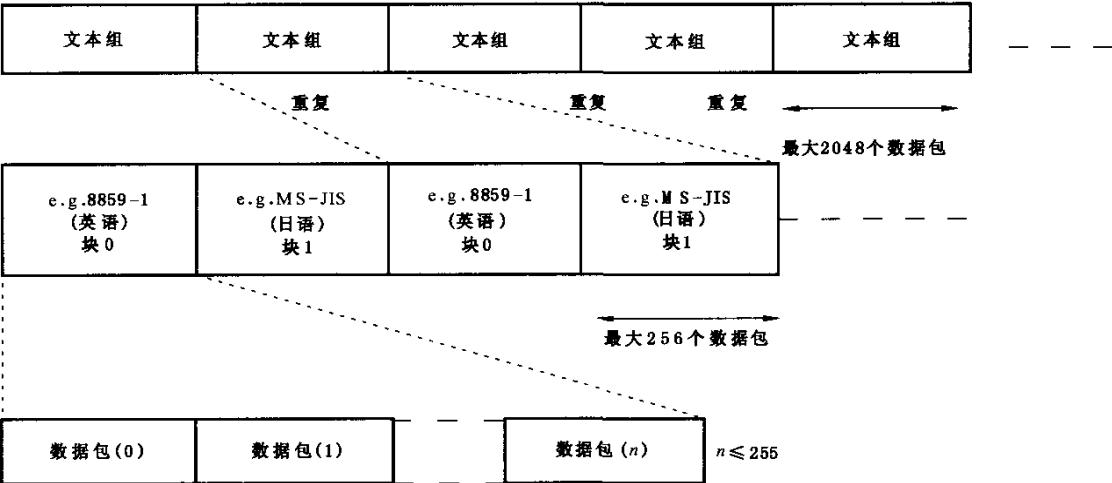 文本组 文本组 文本组 文本组 文本组
重复 重复 重复
最大2048个数据包
e.g.8859-1 e.g.MS-JIS e.g.8859-1 e.g.MS-JIS
(英语) (日语) (英语) (日语)
块0 块1 块0 块1
最大256个数据包
数据包(0) 数据包(1) 数据包(n) n≤255